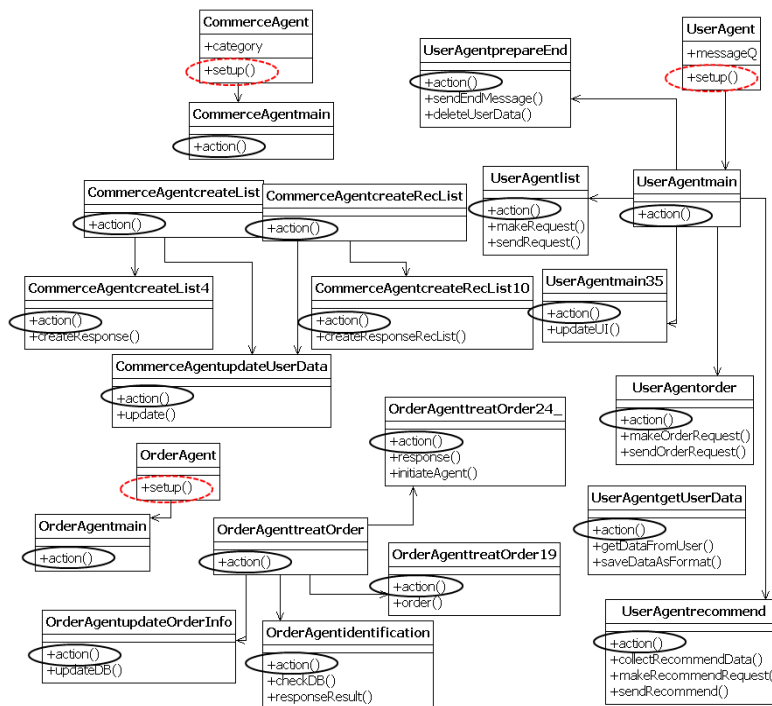 CommerceAgent
+category
+setup()
CommerceAgentmain
+action()
UserAgentprepareEnd
+action()
+sendEndMessage()
+deleteUserData()
UserAgent
+messageQ
+setup()
CommerceAgentcreateList
+action()
CommerceAgentcreateRecList
+action()
UserAgentlist
+action()
+makeRequest()
+sendRequest()
UserAgentmain
+action()
CommerceAgentcreateList4
+action()
+createResponse()
CommerceAgentcreateRecList10
+action()
+createResponseRecList()
UserAgentmain35
+action()
+updateUI()
CommerceAgentupdateUserData
+action()
+update()
OrderAgenttreatOrder24_
+action()
+response()
+initiateAgent()
UserAgentorder
+action()
+makeOrderRequest()
+sendOrderRequest()
OrderAgent
+setup()
OrderAgentmain
+action()
OrderAgenttreatOrder
+action()
UserAgentgetUserData
+action()
+getDataFromUser()
+saveDataAsFormat()
OrderAgenttreatOrder19
+action()
+order()
OrderAgentupdateOrderInfo
+action()
+updateDB()
OrderAgentidentification
+action()
+checkDB()
+responseResult()
UserAgentrecommend
+action()
+collectRecommendData()
+makeRecommendRequest()
+sendRecommend()